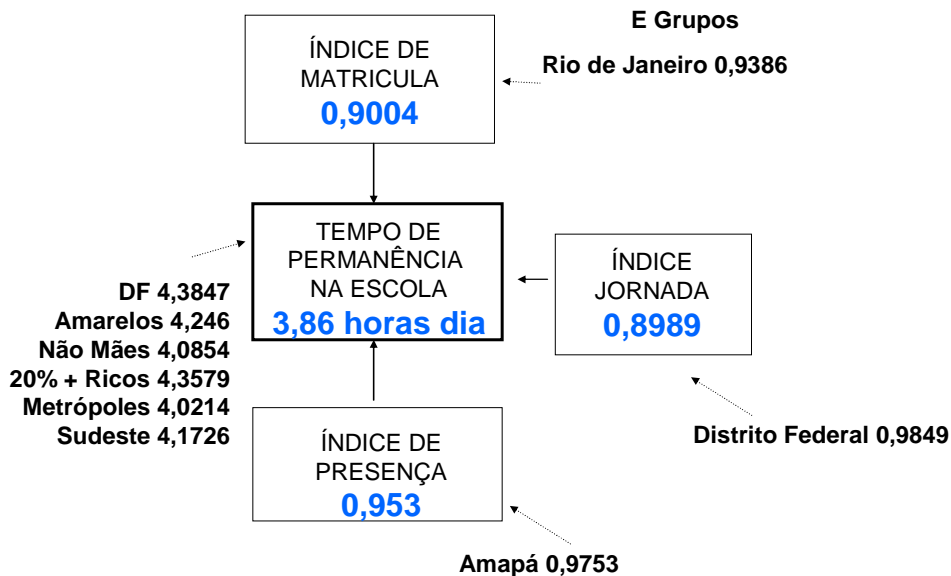 E Grupos
ÍNDICE DE
MATRICULA
0,9004
Rio de Janeiro 0,9386
TEMPO DE
PERMANÊNCIA
NA ESCOLA
3,86 horas dia
ÍNDICE
JORNADA
0,8989
DF 4,3847
Amarelos 4,246
Não Mães 4,0854
20% + Ricos 4,3579
Metrópoles 4,0214
Sudeste 4,1726
Distrito Federal 0,9849
ÍNDICE DE
PRESENÇA
0,953
Amapá 0,9753